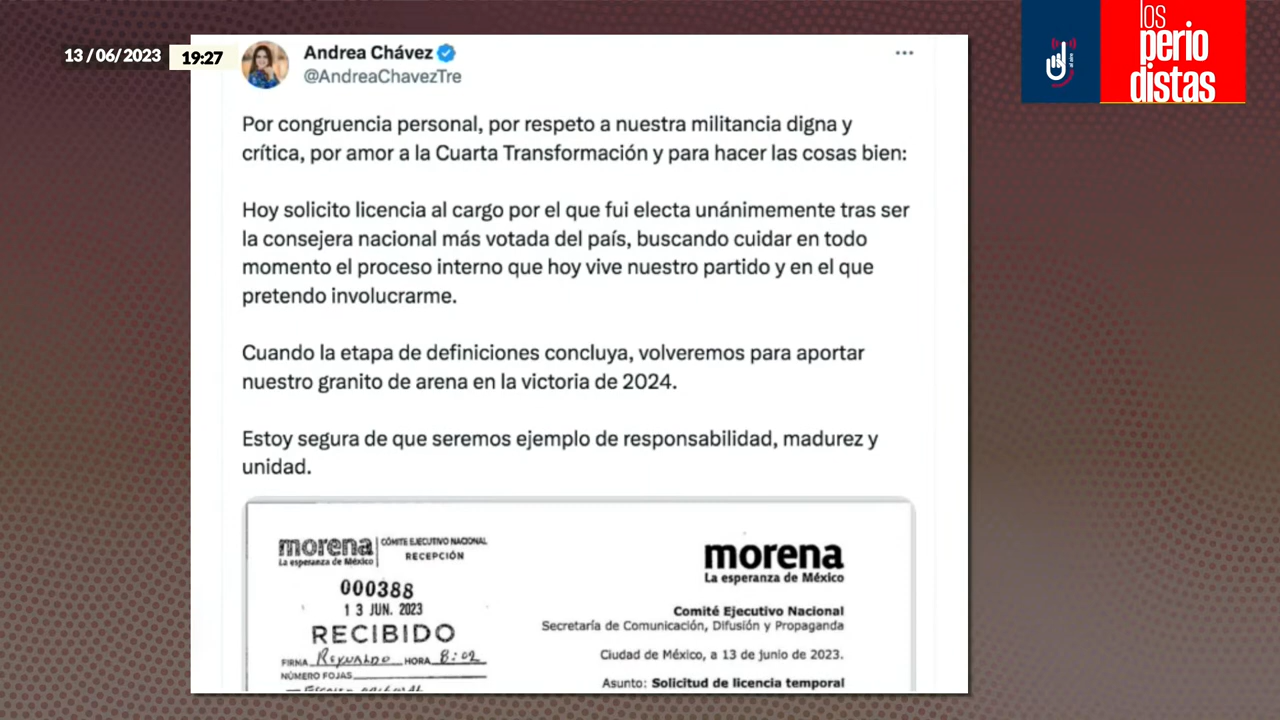 13/06/2023
19:27
los
perio
distas
al aire
Andrea Chávez
@AndreaChavezTre
Por congruencia personal, por respeto a nuestra militancia digna y
crítica, por amor a la Cuarta Transformación y para hacer las cosas bien:
Hoy solicito licencia al cargo por el que fui electa unánimemente tras ser
la consejera nacional más votada del país, buscando cuidar en todo
momento el proceso interno que hoy vive nuestro partido y en el que
pretendo involucrarme.
Cuando la etapa de definiciones concluya, volveremos para aportar
nuestro granito de arena en la victoria de 2024.
Estoy segura de que seremos ejemplo de responsabilidad, madurez y
unidad.
morena
La esperanza de México
COMITE EJECUTIVO NACIONAL
RECEPCIÓN
000388
13 JUN. 2023
RECIBIDO
FIRMA Reynaldo HORA 8:02
NÚMERO FOJAS
morena
La esperanza de México
Comité Ejecutivo Nacional
Secretaría de Comunicación, Difusión y Propaganda
Ciudad de México, a 13 de junio de 2023.
Asunto: Solicitud de licencia temporal